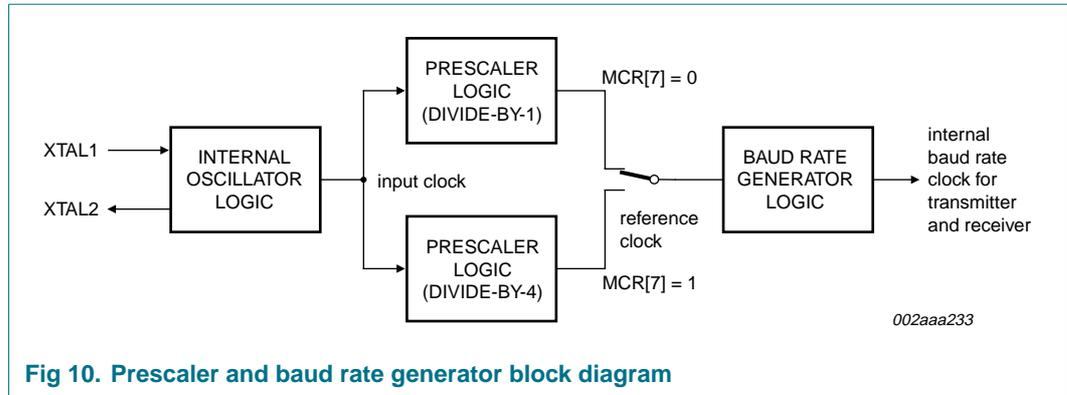 PRESCALER
LOGIC
(DIVIDE-BY-1)
MCR[7] = 0
XTAL1
XTAL2
INTERNAL
OSCILLATOR
LOGIC
input clock
BAUD RATE
GENERATOR
LOGIC
internal
baud rate
clock for
transmitter
and receiver
reference
clock
PRESCALER
LOGIC
(DIVIDE-BY-4)
MCR[7] = 1
002aaa233
Fig 10. Prescaler and baud rate generator block diagram